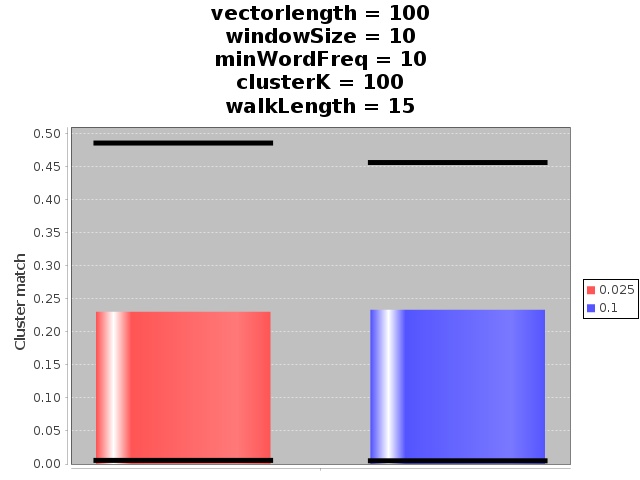 vectorlength = 100
windowSize = 10
minWordFreq = 10
clusterK = 100
walkLength = 15
0.50
0.45
0.40
0.35
0.30
0.25
0.20
0.15
0.10
0.05
0.00
Cluster match
0.025
0.1